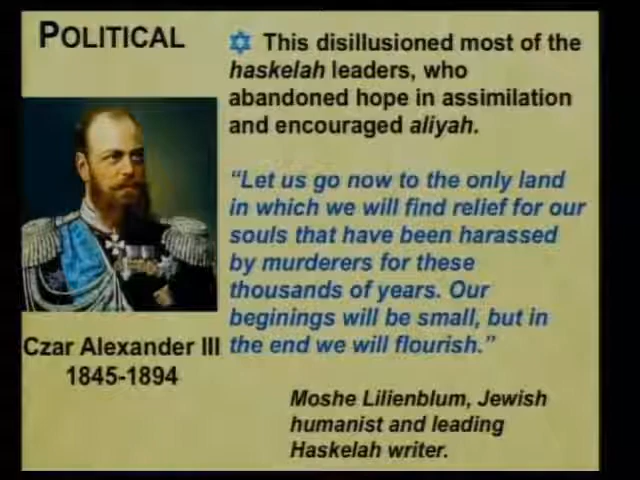 POLITICAL
This disillusioned most of the
haskelah leaders, who
abandoned hope in assimilation
and encouraged aliyah.
“Let us go now to the only land
in which we will find relief for our
souls that have been harassed
by murderers for these
thousands of years. Our
beginings will be small, but in
the end we will flourish.”
Czar Alexander III
1845-1894
Moshe Lilienblum, Jewish
humanist and leading
Haskelah writer.